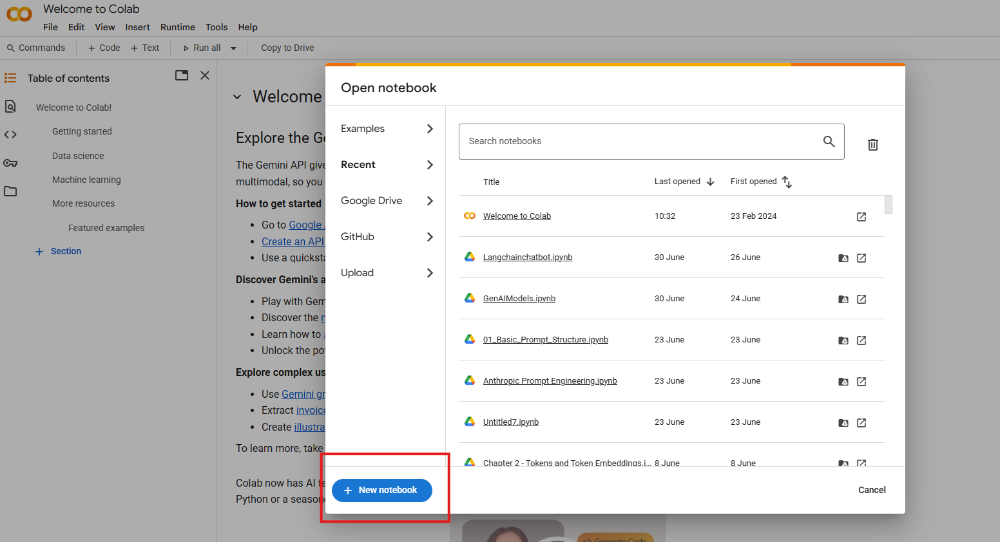 Welcome to Colab
File Edit View Insert Runtime Tools Help
Commands + Code + Text Run all Copy to Drive
Table of contents
Welcome to Colab!
Getting started
Data science
Machine learning
More resources
Featured examples
+ Section
Welcome
Explore the
The Gemini API give
multimodal, so you
How to get started
Go to Google
Create an API
Use a
Discover Gemini's a
Play with Gem
Discover the
Learn how to
Unlock the
Explore complex us
Use Gemini
Extract invoice
Create
To learn more, take
Colab now has AI
Python or a
Open notebook
Examples
Recent
Google Drive
GitHub
Upload
+ New notebook
Search notebooks
Title Last opened First opened
Welcome to Colab 10:32 23 Feb 2024
Langchainchatbot.ipynb 30 June 26 June
GenAIModels.ipynb 30 June 24 June
01_Basic_Prompt_Structure.ipynb 23 June 23 June
Anthropic Prompt Engineering.ipynb 23 June 23 June
Untitled7.ipynb 23 June 23 June
Chapter 2 - Tokens and Token Embeddings.i... 8 June 8 June
Cancel
</> Generate Code